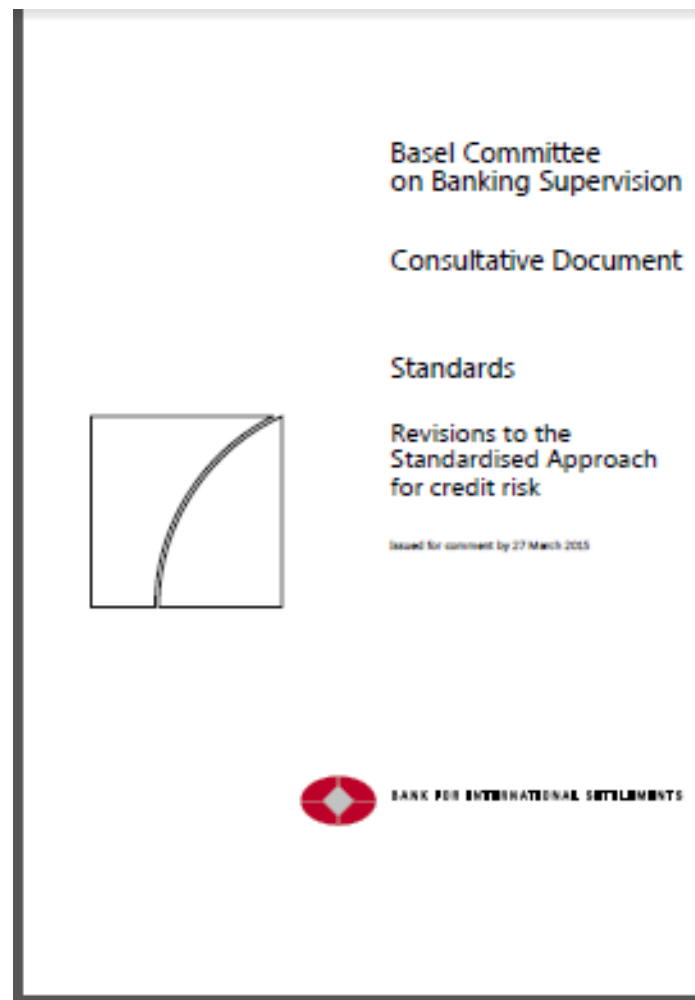 Basel Committee
on Banking Supervision
Consultative Document
Standards
Revisions to the
Standardised Approach
for credit risk
Issued for comment by 27 March 2015
BANK FOR INTERNATIONAL SETTLEMENTS